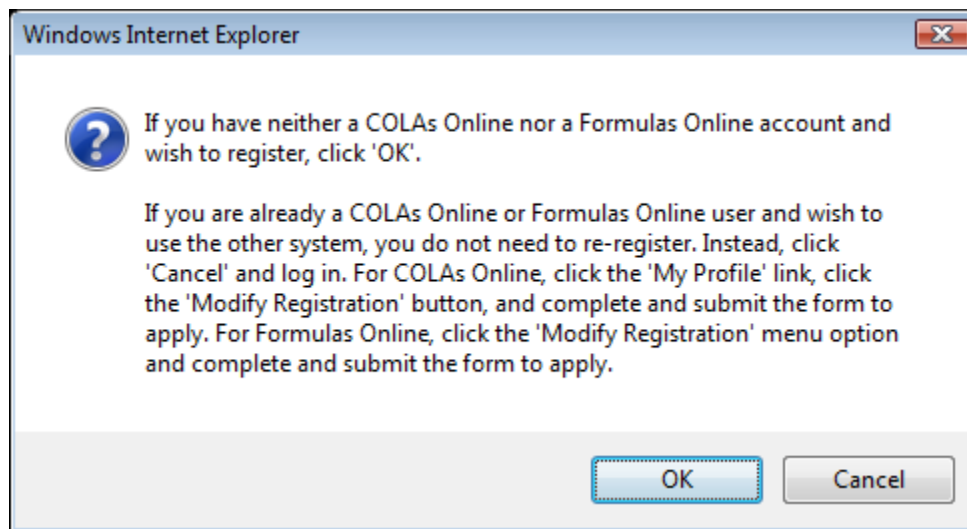 Windows Internet Explorer
If you have neither a COLAs Online nor a Formulas Online account and
wish to register, click 'OK'.
If you are already a COLAs Online or Formulas Online user and wish to
use the other system, you do not need to re-register. Instead, click
'Cancel' and log in. For COLAs Online, click the 'My Profile' link, click
the 'Modify Registration' button, and complete and submit the form to
apply. For Formulas Online, click the 'Modify Registration' menu option
and complete and submit the form to apply.
OK Cancel